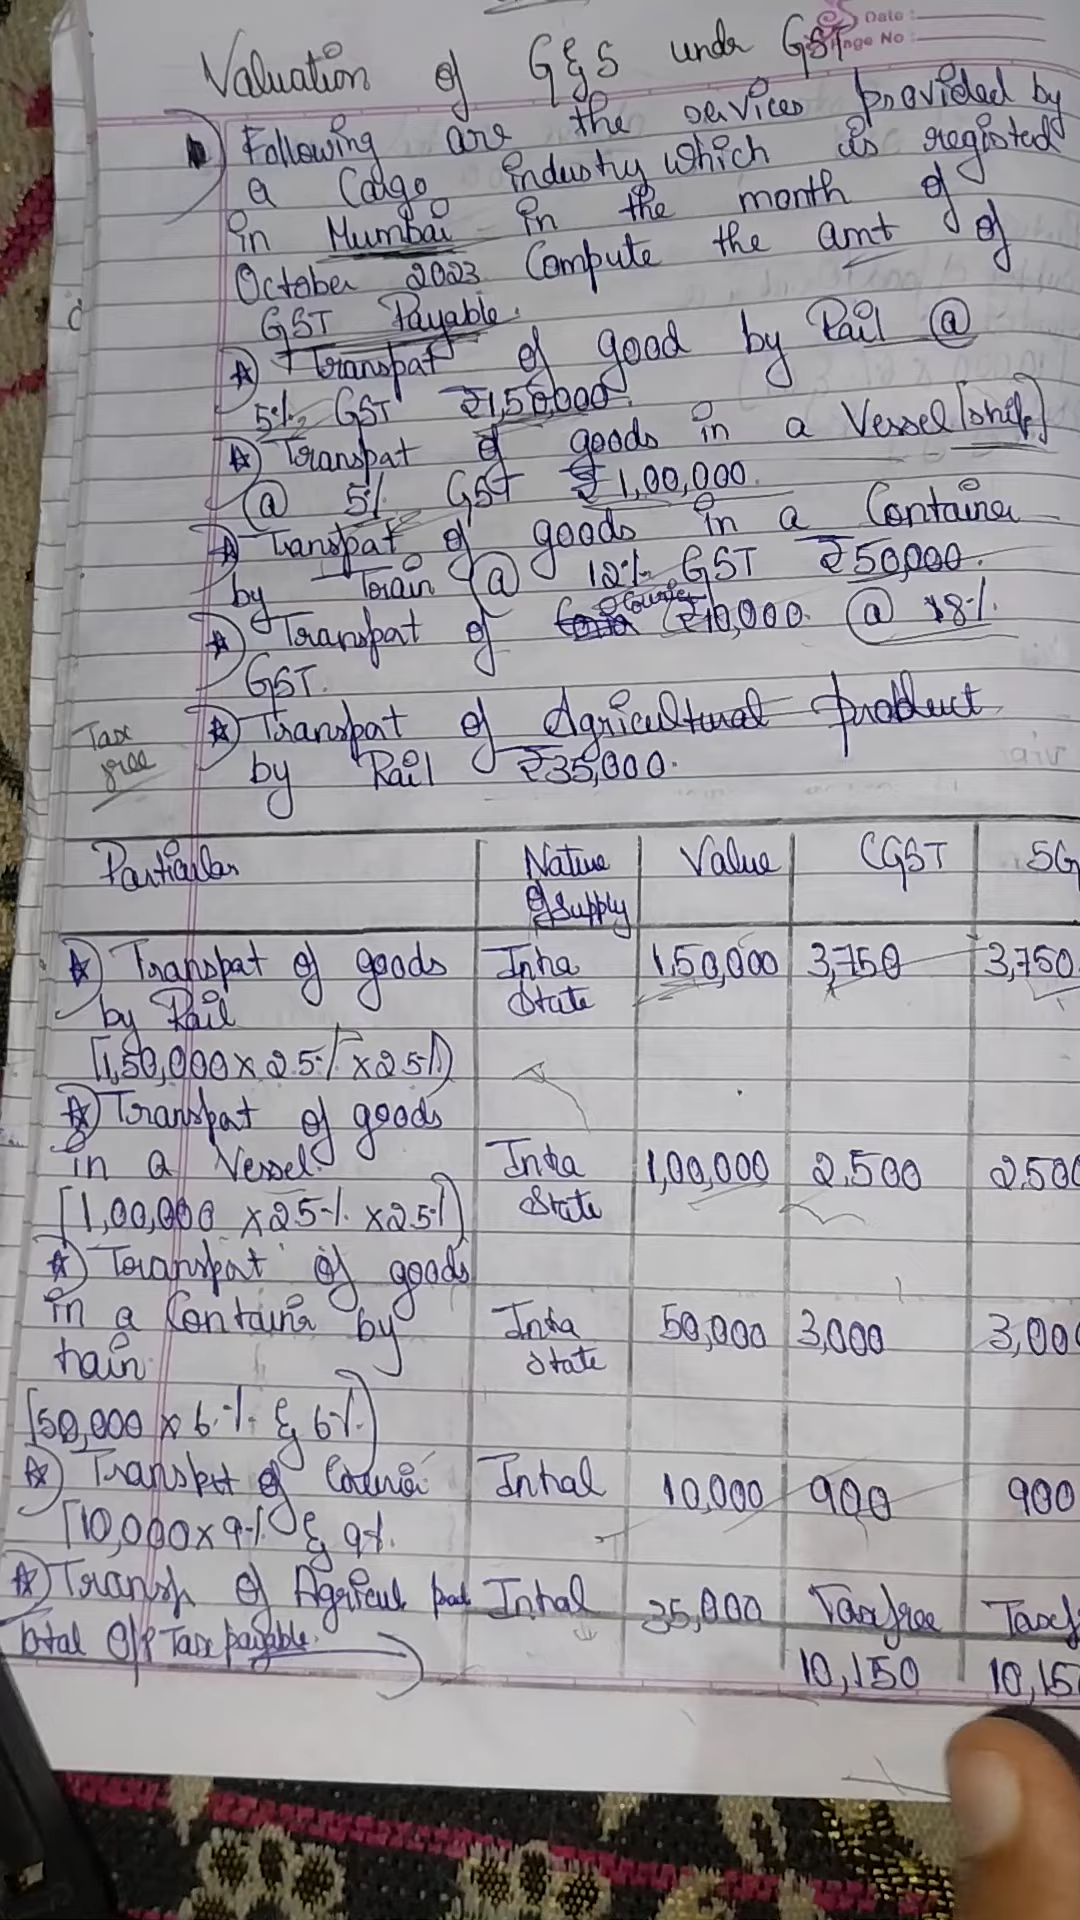 Date :
Page No :
Valuation of G&S under GST
Following are the services provided by
a Cargo industry which is registed
in Mumbai in the month of
October 2023. Compute the amt of
GST Payable.
Transpat of good by Rail @
5% GST ₹1,50,000.
Transpat of goods in a Vessel [ship]
@ 5% GST ₹1,00,000.
Transpat of goods in a Container
by Train @ 12% GST ₹50,000.
Transpat of Courier ₹10,000. @ 18%
GST.
Tax free
Transpat of Agricultural product
by Rail ₹35,000.
Particular Nature of supply Value CGST SG
Transpat of goods Intra State 1,50,000 3,750 3,750
by Rail
[1,50,000 x 2.5% x 2.5%]
Transpat of goods
in a Vessel. Intra State 1,00,000 2,500 2,500
[1,00,000 x 2.5% x 2.5%]
Transpat of goods
in a Container by Intra State 50,000 3,000 3,00
train.
[50,000 x 6% & 6%]
Transpt of Courier Intral 10,000 900 900
[10,000 x 9% & 9%.
Transp of Agricul Intral 35,000 Taxfree Taxf
Total O/P Tax payable. 10,150 10,15